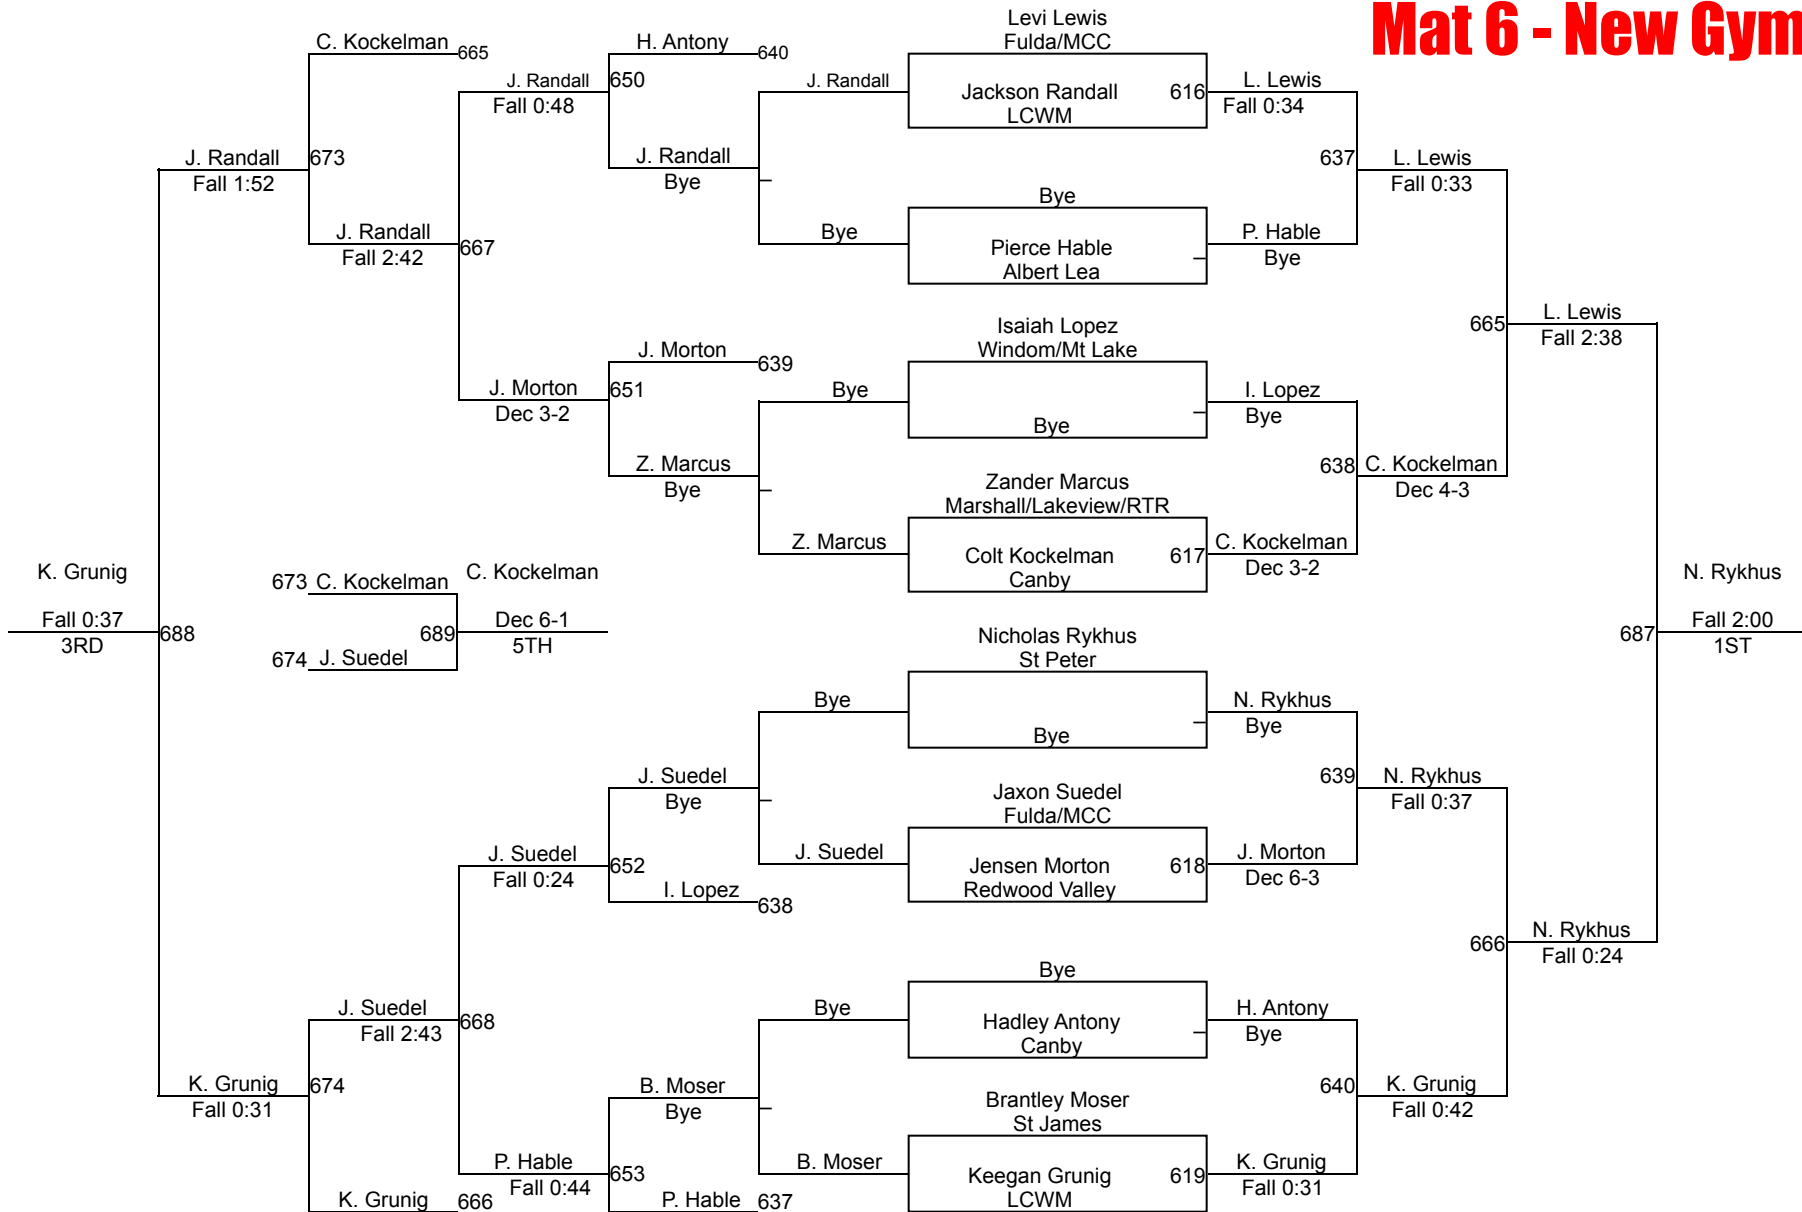 Mat 6 - New Gym
Levi Lewis
Fulda/MCC
C. Kockelman
665
H. Antony
640
J. Randall
650
Fall 0:48
J. Randall
Jackson Randall
LCWM
616
L. Lewis
Fall 0:34
J. Randall
Fall 1:52
673
J. Randall
Bye
637
L. Lewis
Fall 0:33
Bye
J. Randall
Fall 2:42
667
Bye
Pierce Hable
Albert Lea
P. Hable
Bye
Isaiah Lopez
Windom/Mt Lake
665
L. Lewis
Fall 2:38
J. Morton
639
J. Morton
Dec 3-2
651
Bye
Bye
I. Lopez
Bye
Z. Marcus
Bye
638
C. Kockelman
Dec 4-3
Zander Marcus
Marshall/Lakeview/RTR
Z. Marcus
Colt Kockelman
Canby
617
C. Kockelman
Dec 3-2
K. Grunig
Fall 0:37
3RD
688
673 C. Kockelman
674 J. Suedel
689
C. Kockelman
Dec 6-1
5TH
N. Rykhus
687
Fall 2:00
1ST
Nicholas Rykhus
St Peter
Bye
Bye
N. Rykhus
Bye
J. Suedel
Bye
639
N. Rykhus
Fall 0:37
Jaxon Suedel
Fulda/MCC
J. Suedel
Fall 0:24
652
J. Suedel
Jensen Morton
Redwood Valley
618
J. Morton
Dec 6-3
I. Lopez
638
666
N. Rykhus
Fall 0:24
Bye
J. Suedel
Fall 2:43
668
Bye
Hadley Antony
Canby
H. Antony
Bye
K. Grunig
Fall 0:31
674
B. Moser
Bye
640
K. Grunig
Fall 0:42
Brantley Moser
St James
P. Hable
Fall 0:44
653
B. Moser
Keegan Grunig
LCWM
619
K. Grunig
Fall 0:31
K. Grunig
666
P. Hable
637